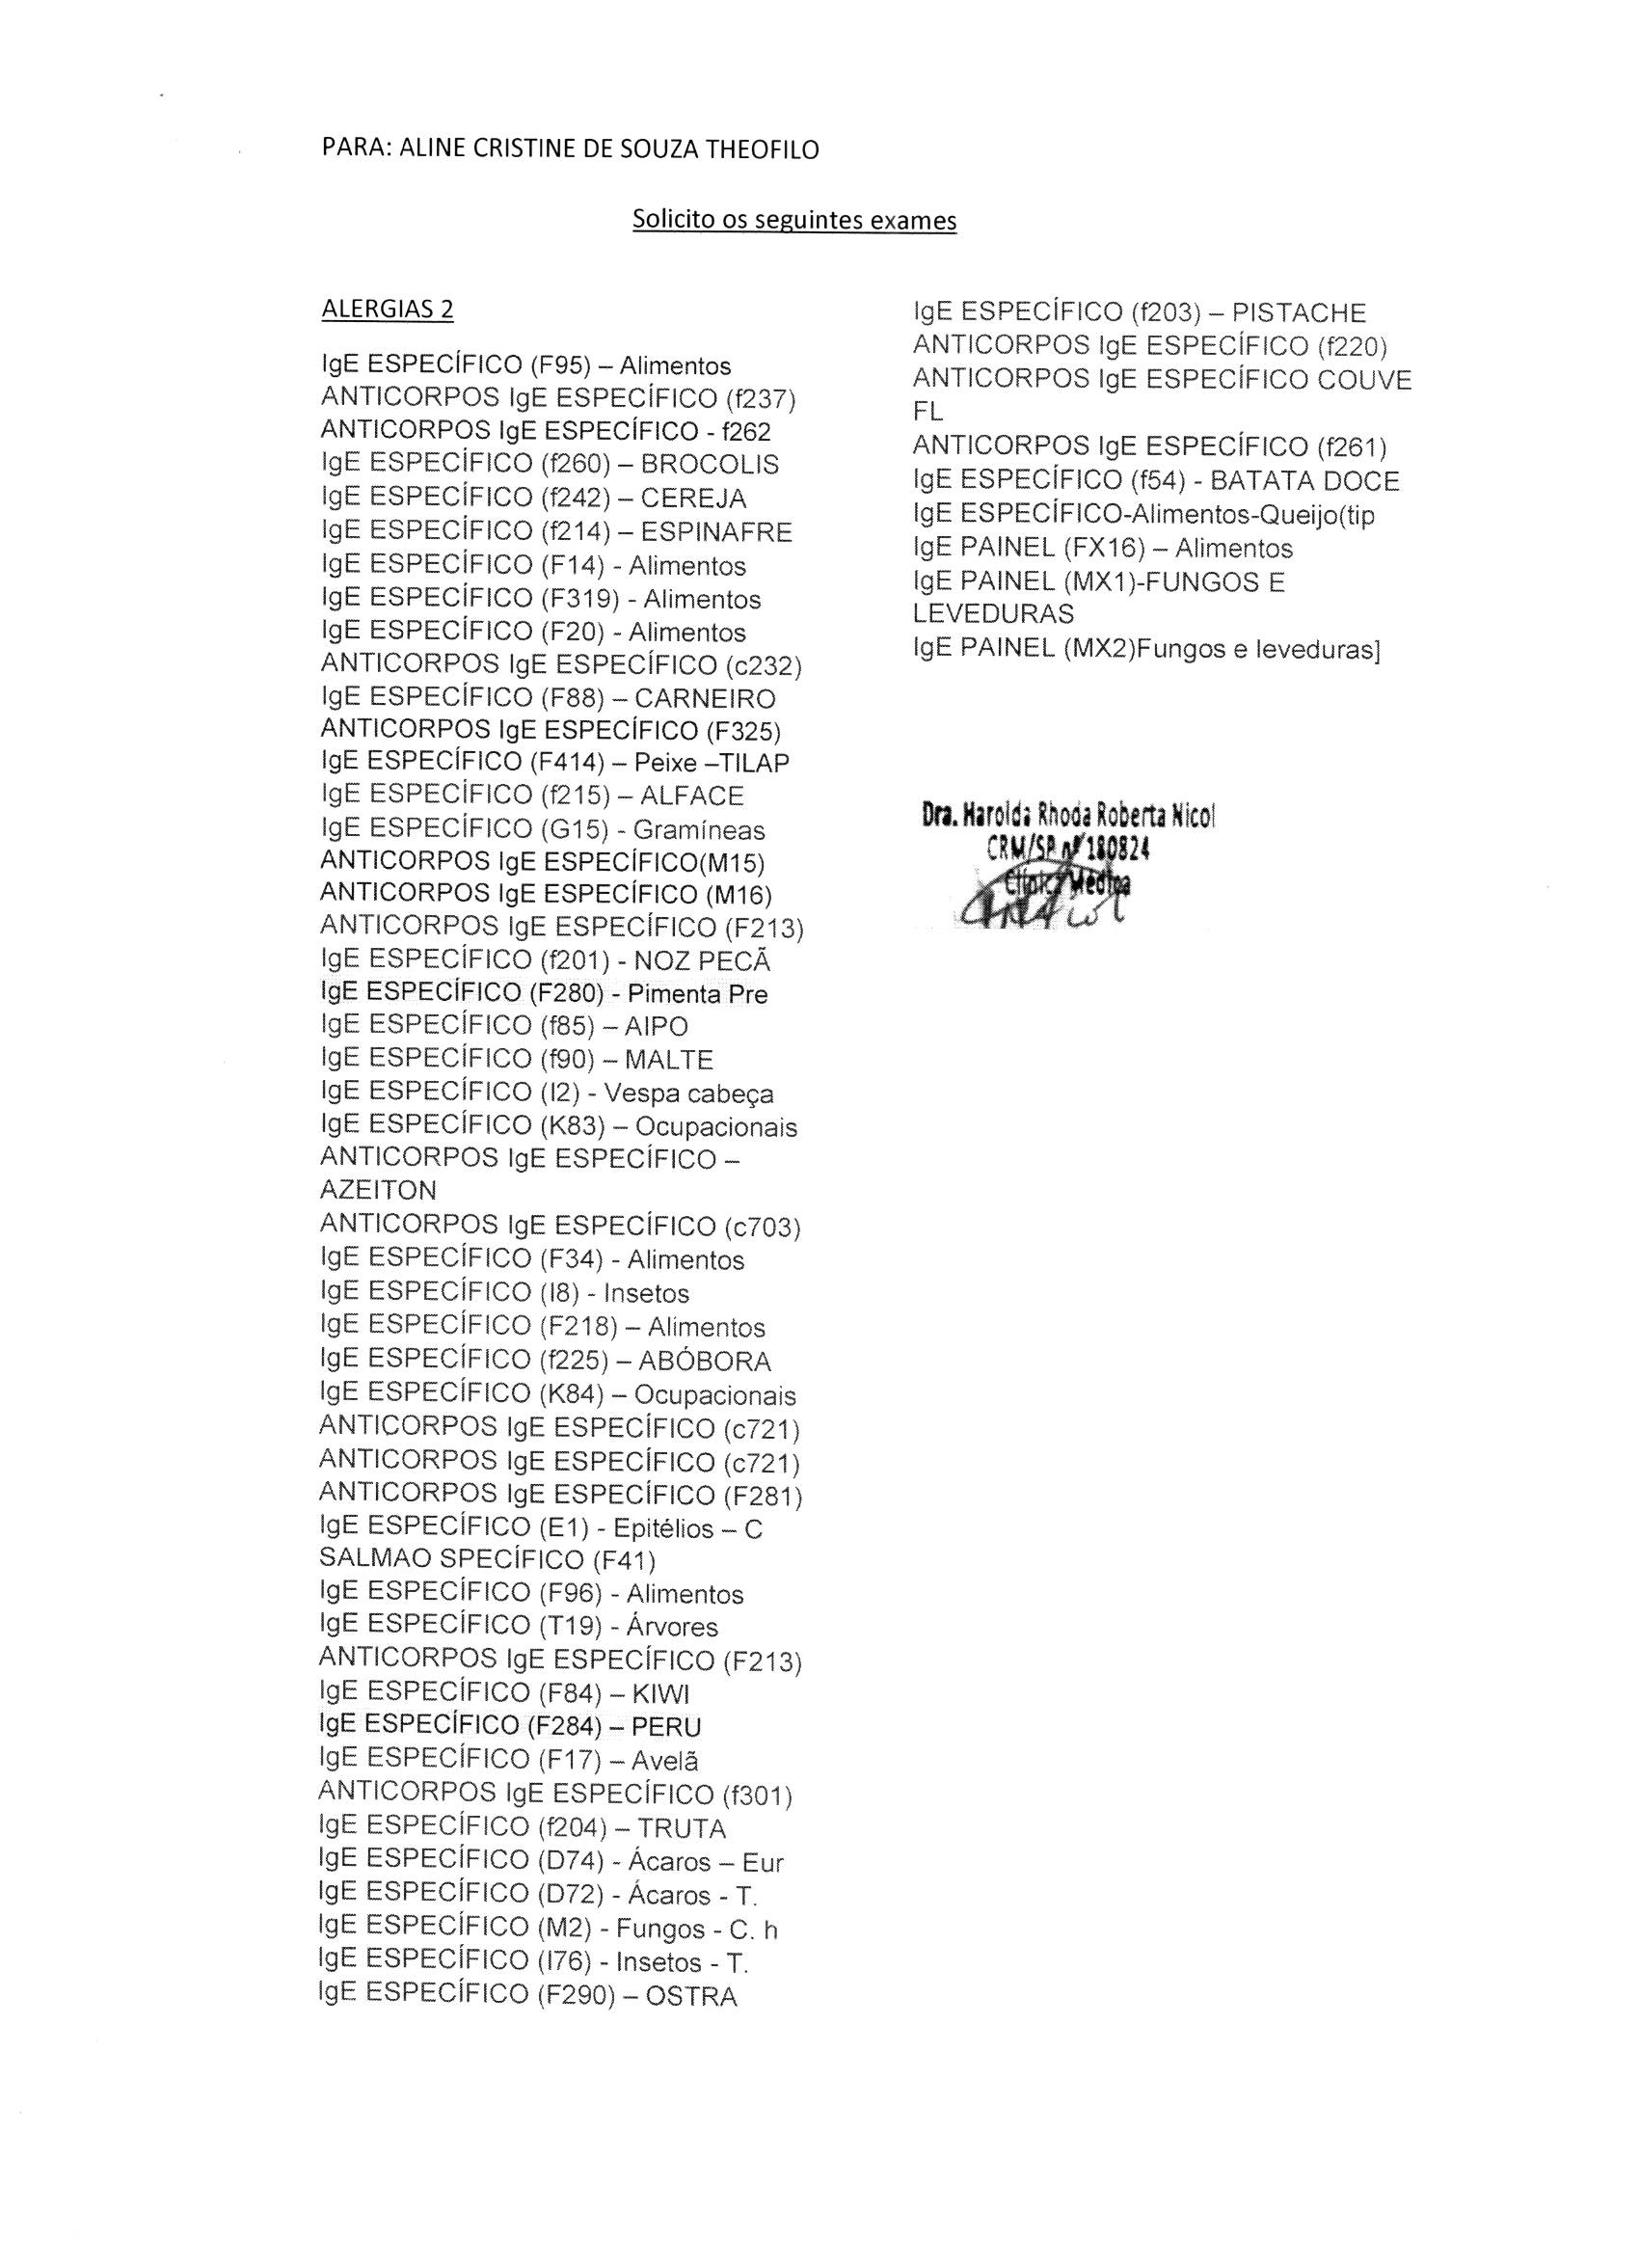 PARA: ALINE CRISTINE DE SOUZA THEOFILO
Solicito os seguintes exames
ALERGIAS 2
IgE ESPECÍFICO (F95) – Alimentos
ANTICORPOS IgE ESPECÍFICO (f237)
ANTICORPOS IgE ESPECÍFICO - f262
IgE ESPECÍFICO (f260) – BROCOLIS
IgE ESPECÍFICO (f242) – CEREJA
IgE ESPECÍFICO (f214) – ESPINAFRE
IgE ESPECÍFICO (F14) - Alimentos
IgE ESPECÍFICO (F319) - Alimentos
IgE ESPECÍFICO (F20) - Alimentos
ANTICORPOS IgE ESPECÍFICO (c232)
IgE ESPECÍFICO (F88) – CARNEIRO
ANTICORPOS IgE ESPECÍFICO (F325)
IgE ESPECÍFICO (F414) – Peixe –TILAP
IgE ESPECÍFICO (f215) – ALFACE
IgE ESPECÍFICO (G15) - Gramíneas
ANTICORPOS IgE ESPECÍFICO(M15)
ANTICORPOS IgE ESPECÍFICO (M16)
ANTICORPOS IgE ESPECÍFICO (F213)
IgE ESPECÍFICO (f201) - NOZ PECÃ
IgE ESPECÍFICO (F280) - Pimenta Pre
IgE ESPECÍFICO (f85) – AIPO
IgE ESPECÍFICO (f90) – MALTE
IgE ESPECÍFICO (I2) - Vespa cabeça
IgE ESPECÍFICO (K83) – Ocupacionais
ANTICORPOS IgE ESPECÍFICO –
AZEITON
ANTICORPOS IgE ESPECÍFICO (c703)
IgE ESPECÍFICO (F34) - Alimentos
IgE ESPECÍFICO (I8) - Insetos
IgE ESPECÍFICO (F218) – Alimentos
IgE ESPECÍFICO (f225) – ABÓBORA
IgE ESPECÍFICO (K84) – Ocupacionais
ANTICORPOS IgE ESPECÍFICO (c721)
ANTICORPOS IgE ESPECÍFICO (c721)
ANTICORPOS IgE ESPECÍFICO (F281)
IgE ESPECÍFICO (E1) - Epitélios – C
SALMAO SPECÍFICO (F41)
IgE ESPECÍFICO (F96) - Alimentos
IgE ESPECÍFICO (T19) - Árvores
ANTICORPOS IgE ESPECÍFICO (F213)
IgE ESPECÍFICO (F84) – KIWI
IgE ESPECÍFICO (F284) – PERU
IgE ESPECÍFICO (F17) – Avelã
ANTICORPOS IgE ESPECÍFICO (f301)
IgE ESPECÍFICO (f204) – TRUTA
IgE ESPECÍFICO (D74) - Ácaros – Eur
IgE ESPECÍFICO (D72) - Ácaros - T.
IgE ESPECÍFICO (M2) - Fungos - C. h
IgE ESPECÍFICO (I76) - Insetos - T.
IgE ESPECÍFICO (F290) – OSTRA
IgE ESPECÍFICO (f203) – PISTACHE
ANTICORPOS IgE ESPECÍFICO (f220)
ANTICORPOS IgE ESPECÍFICO COUVE
FL
ANTICORPOS IgE ESPECÍFICO (f261)
IgE ESPECÍFICO (f54) - BATATA DOCE
IgE ESPECÍFICO-Alimentos-Queijo(tip
IgE PAINEL (FX16) – Alimentos
IgE PAINEL (MX1)-FUNGOS E
LEVEDURAS
IgE PAINEL (MX2)Fungos e leveduras]
Dra. Harolda Rhoda Roberta Nicol
CRM/SP nº 180824
Clínica Médica